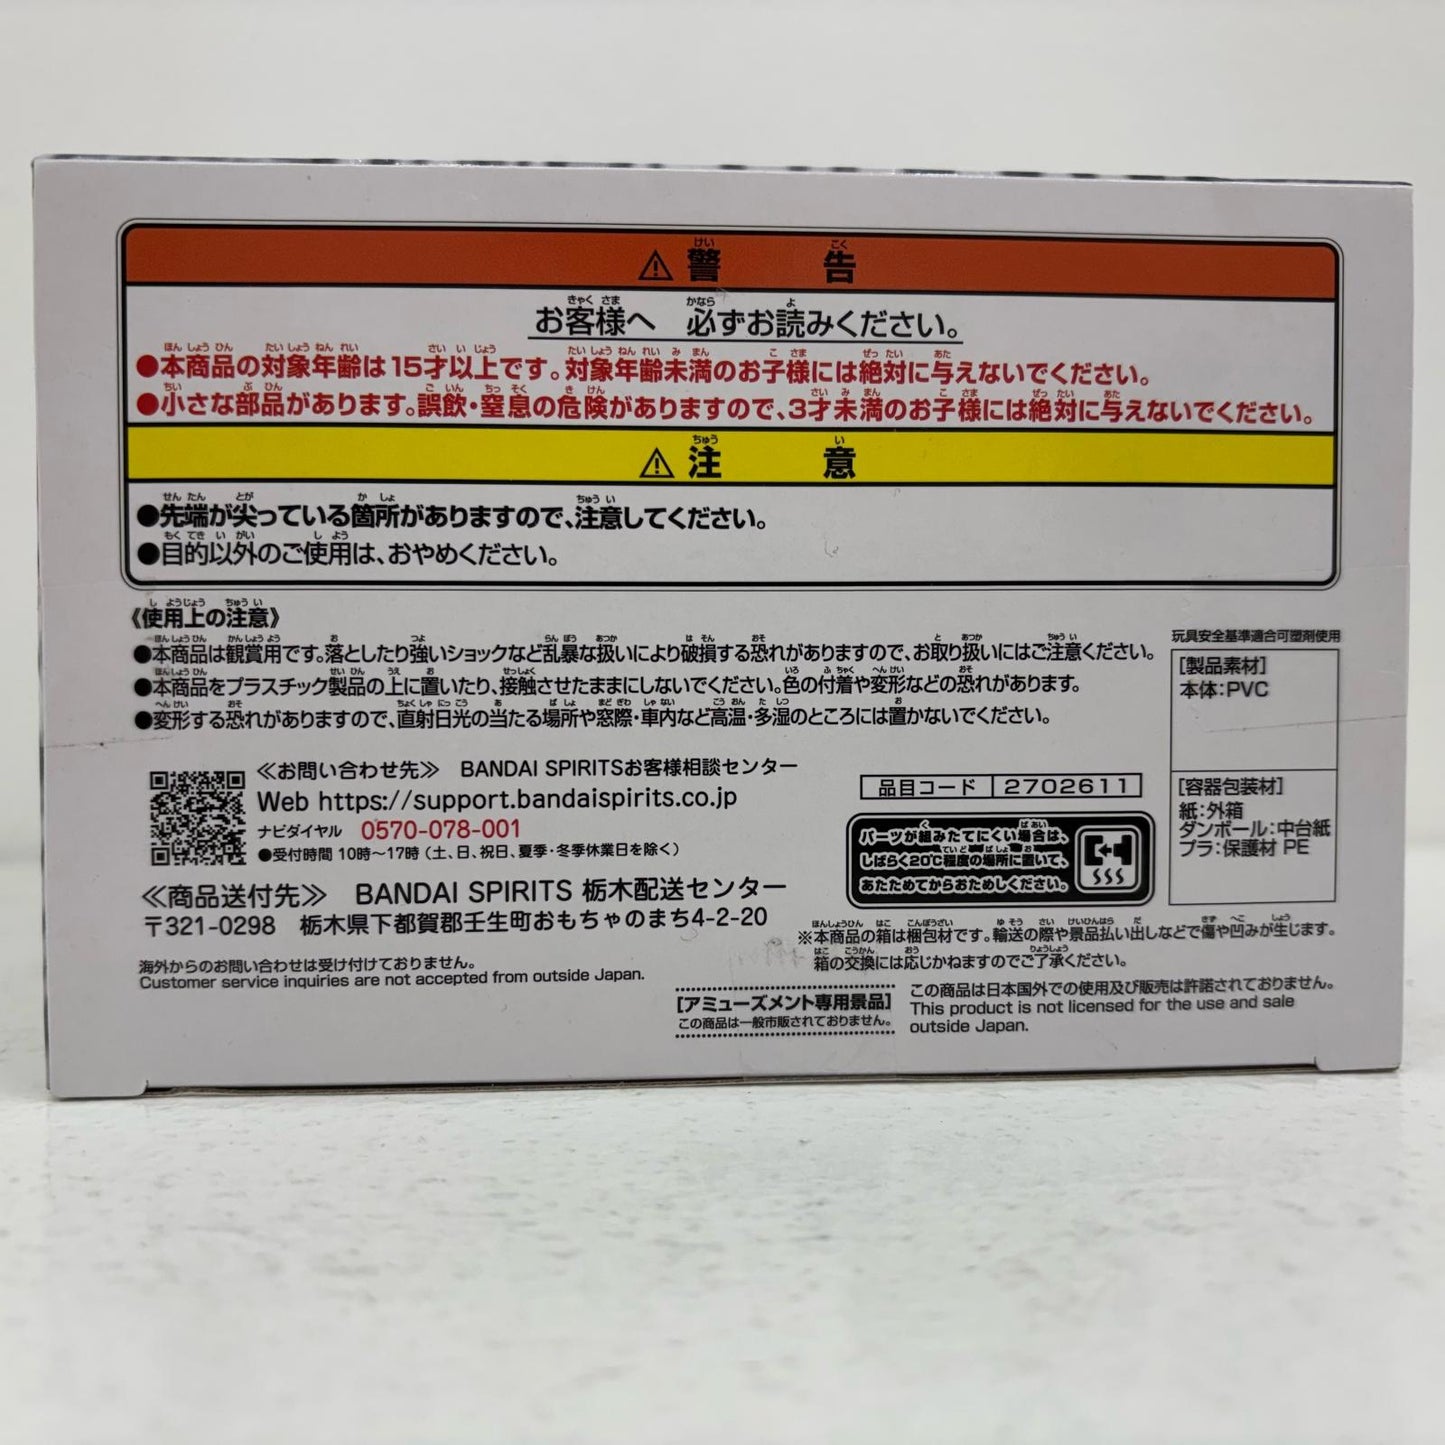 ⚠警告
お客様へ 必ずお読みください。
●本商品の対象年齢は15才以上です。対象年齢未満のお子様には絶対に与えないでください。
●小さな部品があります。誤飲・窒息の危険がありますので、3才未満のお子様には絶対に与えないでください。
⚠注意
●先端が尖っている箇所がありますので、注意してください。
●目的以外のご使用は、おやめください。
《使用上の注意》
●本商品は観賞用です。落としたり強いショックなど乱暴な扱いにより破損する恐れがありますので、お取り扱いにはご注意ください。
●本商品をプラスチック製品の上に置いたり、接触させたままにしないでください。色の付着や変形などの恐れがあります。
●変形する恐れがありますので、直射日光の当たる場所や窓際・車内など高温・多湿のところには置かないでください。
玩具安全基準適合可塑剤使用
[製品素材]
本体:PVC
[容器包装材]
紙:外箱
ダンボール:中台紙
プラ:保護材 PE
≪お問い合わせ先≫ BANDAI SPIRITSお客様相談センター
Web https://support.bandaispirits.co.jp
ナビダイヤル 0570-078-001
●受付時間 10時～17時(土、日、祝日、夏季・冬季休業日を除く)
≪商品送付先≫ BANDAI SPIRITS 栃木配送センター
〒321-0298 栃木県下都賀郡壬生町おもちゃのまち4-2-20
海外からのお問い合わせは受け付けておりません。
Customer service inquiries are not accepted from outside Japan.
品目コード 2702611
パーツが組みたてにくい場合は、
しばらく20℃程度の場所に置いて、
あたためてからおためしください。
※本商品の箱は梱包材です。輸送の際や景品払い出しなどで傷や凹みが生じます。
箱の交換には応じかねますのでご了承ください。
[アミューズメント専用景品]
この商品は一般市販されておりません。
この商品は日本国外での使用及び販売は許諾されておりません。
This product is not licensed for the use and sale
outside Japan.